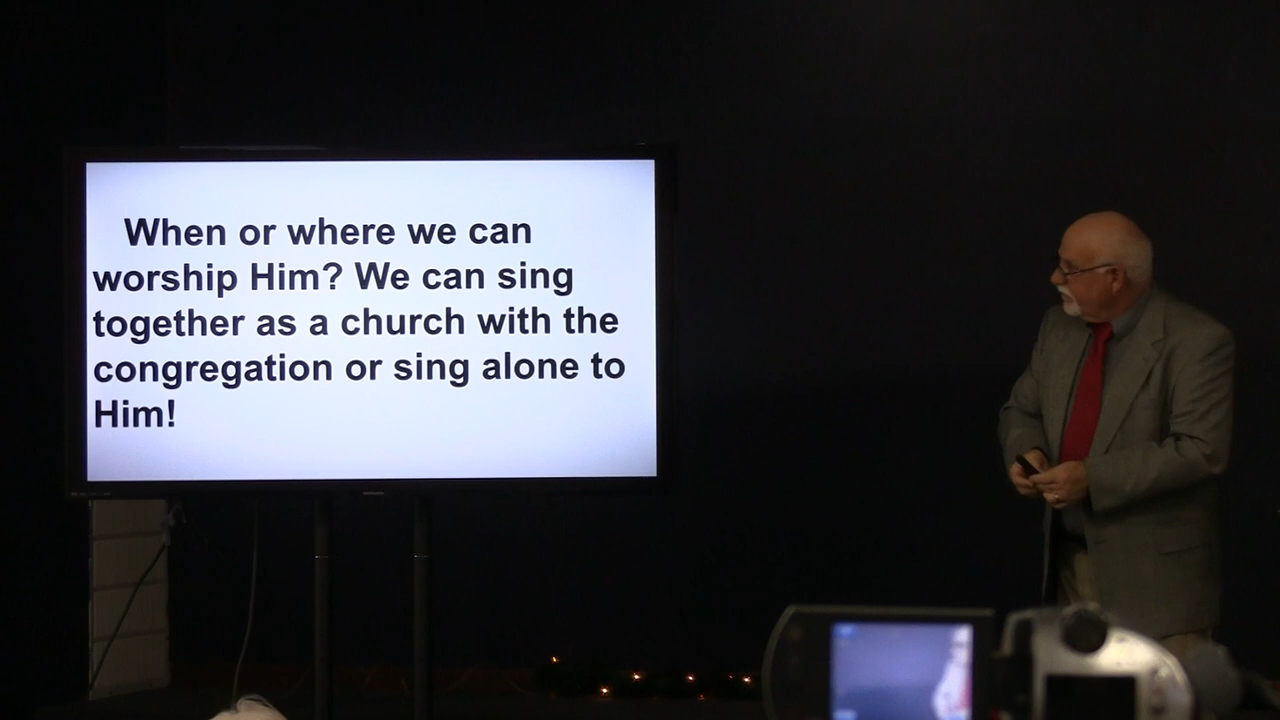 When or where we can
worship Him? We can sing
together as a church with the
congregation or sing alone to
Him!